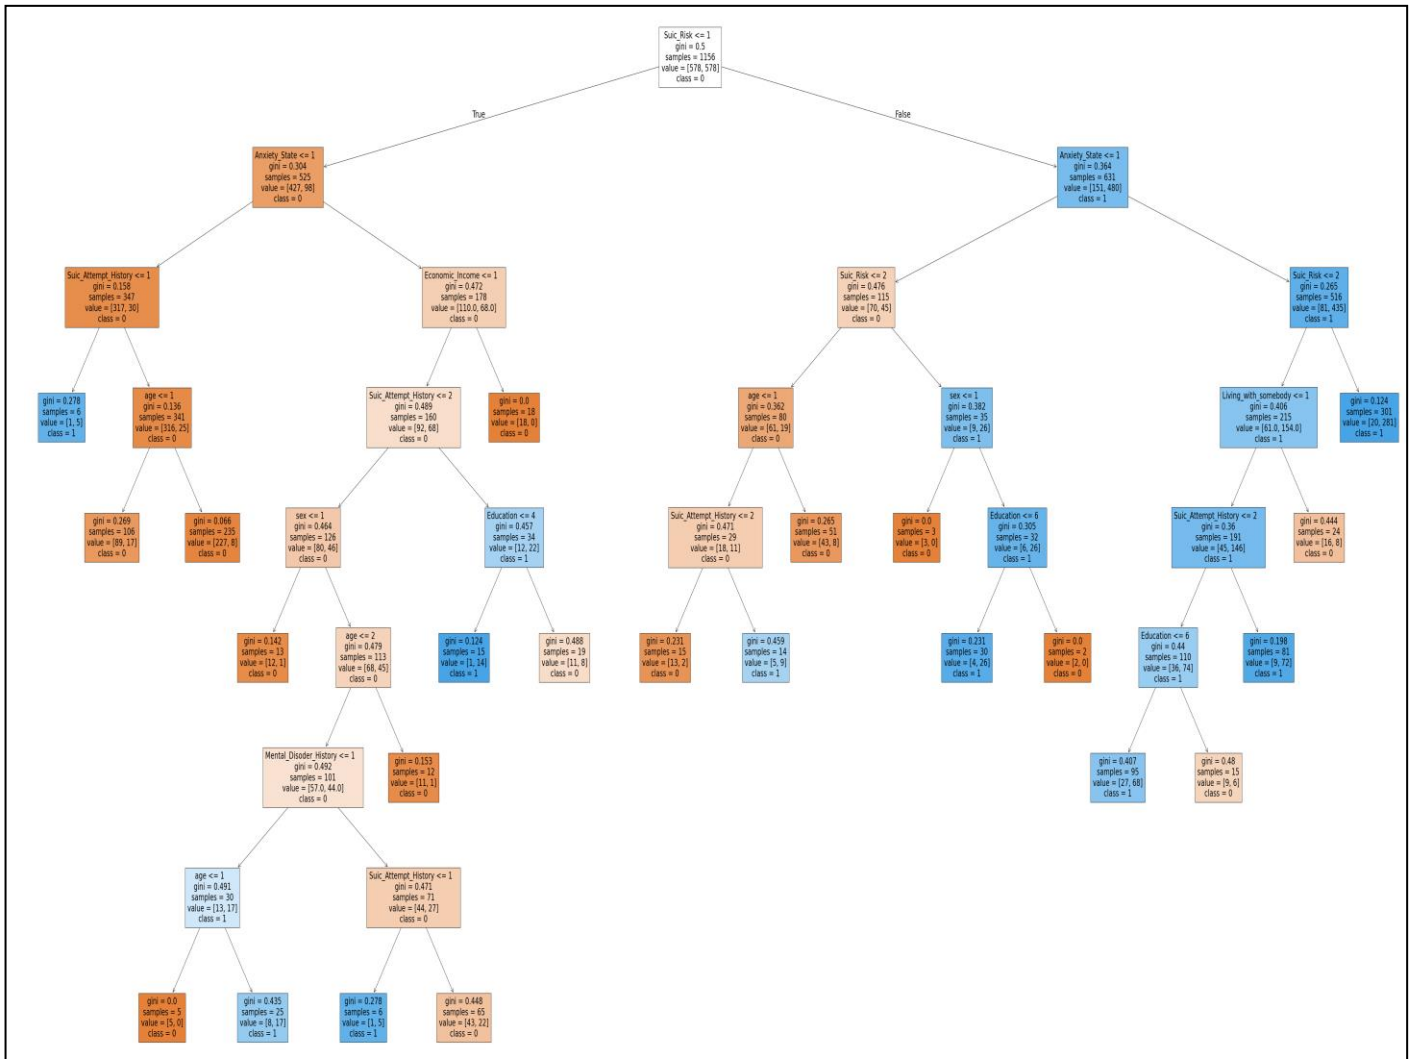 Suic_Risk <= 1
gini = 0.5
samples = 1156
value = [578, 578]
class = 0
True
False
Anxiety_State <= 1
gini = 0.304
samples = 525
value = [427, 98]
class = 0
Anxiety_State <= 1
gini = 0.364
samples = 631
value = [151, 480]
class = 1
Suic_Attempt_History <= 1
gini = 0.158
samples = 347
value = [317, 30]
class = 0
Economic_Income <= 1
gini = 0.472
samples = 178
value = [110.0, 68.0]
class = 0
Suic_Risk <= 2
gini = 0.476
samples = 115
value = [70, 45]
class = 0
Suic_Risk <= 2
gini = 0.265
samples = 516
value = [81, 435]
class = 1
gini = 0.278
samples = 6
value = [1, 5]
class = 1
age <= 1
gini = 0.136
samples = 341
value = [316, 25]
class = 0
Suic_Attempt_History <= 2
gini = 0.489
samples = 160
value = [92, 68]
class = 0
gini = 0.0
samples = 18
value = [18, 0]
class = 0
age <= 1
gini = 0.362
samples = 80
value = [61, 19]
class = 0
sex <= 1
gini = 0.382
samples = 35
value = [9, 26]
class = 1
Living_with_somebody <= 1
gini = 0.406
samples = 215
value = [61.0, 154.0]
class = 1
gini = 0.124
samples = 301
value = [20, 281]
class = 1
gini = 0.269
samples = 106
value = [89, 17]
class = 0
gini = 0.066
samples = 235
value = [227, 8]
class = 0
sex <= 1
gini = 0.464
samples = 126
value = [80, 46]
class = 0
Education <= 4
gini = 0.457
samples = 34
value = [12, 22]
class = 1
Suic_Attempt_History <= 2
gini = 0.471
samples = 29
value = [18, 11]
class = 0
gini = 0.265
samples = 51
value = [43, 8]
class = 0
gini = 0.0
samples = 3
value = [3, 0]
class = 0
Education <= 6
gini = 0.305
samples = 32
value = [6, 26]
class = 1
Suic_Attempt_History <= 2
gini = 0.36
samples = 191
value = [45, 146]
class = 1
gini = 0.444
samples = 24
value = [16, 8]
class = 0
gini = 0.142
samples = 13
value = [12, 1]
class = 0
age <= 2
gini = 0.479
samples = 113
value = [68, 45]
class = 0
gini = 0.124
samples = 15
value = [1, 14]
class = 1
gini = 0.488
samples = 19
value = [11, 8]
class = 0
gini = 0.231
samples = 15
value = [13, 2]
class = 0
gini = 0.459
samples = 14
value = [5, 9]
class = 1
gini = 0.231
samples = 30
value = [4, 26]
class = 1
gini = 0.0
samples = 2
value = [2, 0]
class = 0
Education <= 6
gini = 0.44
samples = 110
value = [36, 74]
class = 1
gini = 0.198
samples = 81
value = [9, 72]
class = 1
Mental_Disoder_History <= 1
gini = 0.492
samples = 101
value = [57.0, 44.0]
class = 0
gini = 0.153
samples = 12
value = [11, 1]
class = 0
gini = 0.407
samples = 95
value = [27, 68]
class = 1
gini = 0.48
samples = 15
value = [9, 6]
class = 0
age <= 1
gini = 0.491
samples = 30
value = [13, 17]
class = 1
Suic_Attempt_History <= 1
gini = 0.471
samples = 71
value = [44, 27]
class = 0
gini = 0.0
samples = 5
value = [5, 0]
class = 0
gini = 0.435
samples = 25
value = [8, 17]
class = 1
gini = 0.278
samples = 6
value = [1, 5]
class = 1
gini = 0.448
samples = 65
value = [43, 22]
class = 0